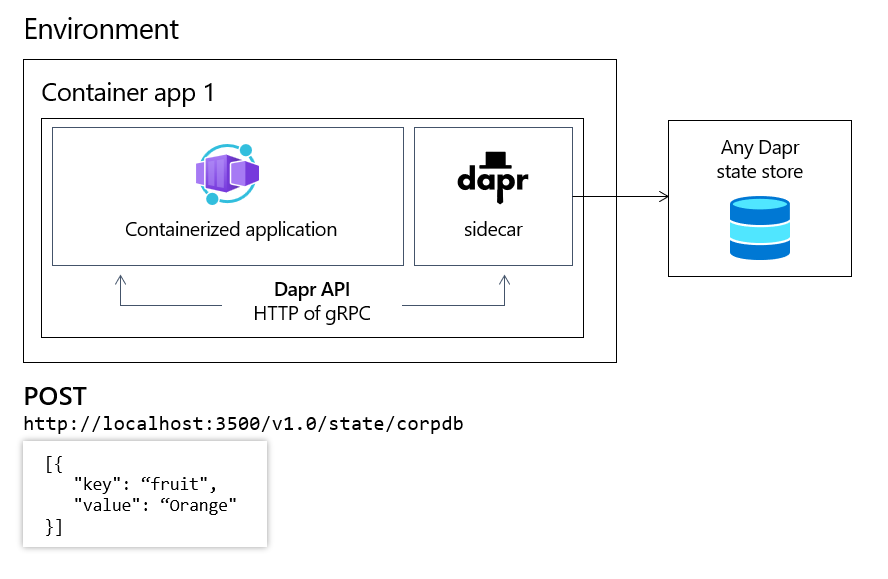 Environment
Container app 1
Containerized application
dapr
sidecar
Any Dapr
state store
Dapr API
HTTP of gRPC
POST
http://localhost:3500/v1.0/state/corpdb
[{
"key": “fruit",
"value": “Orange"
}]